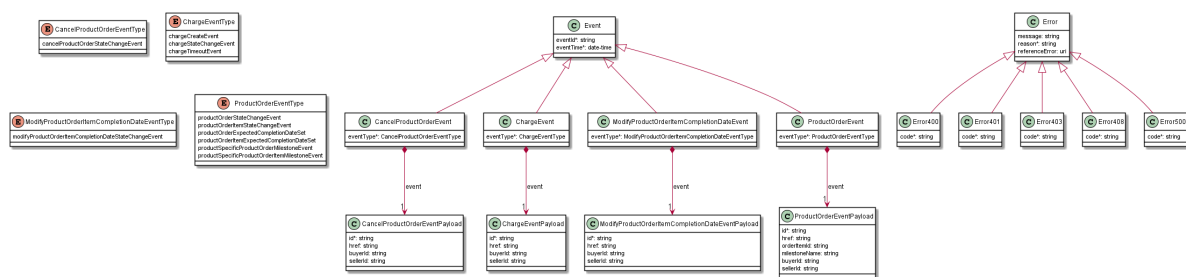 E CancelProductOrderEventType
cancelProductOrderStateChangeEvent
E ChargeEventType
chargeCreateEvent
chargeStateChangeEvent
chargeTimeoutEvent
C Event
eventId*: string
eventTime*: date-time
C Error
message: string
reason*: string
referenceError: uri
E ModifyProductOrderItemCompletionDateEventType
modifyProductOrderItemCompletionDateStateChangeEvent
E ProductOrderEventType
productOrderStateChangeEvent
productOrderItemStateChangeEvent
productOrderExpectedCompletionDateSet
productOrderItemExpectedCompletionDateSet
productSpecificProductOrderMilestoneEvent
productSpecificProductOrderItemMilestoneEvent
C CancelProductOrderEvent
eventType*: CancelProductOrderEventType
C ChargeEvent
eventType*: ChargeEventType
C ModifyProductOrderItemCompletionDateEvent
eventType*: ModifyProductOrderItemCompletionDateEventType
C ProductOrderEvent
eventType*: ProductOrderEventType
C Error400
code*: string
C Error401
code*: string
C Error403
code*: string
C Error408
code*: string
C Error500
code*: string
event
1
event
1
event
1
event
1
C CancelProductOrderEventPayload
id*: string
href: string
buyerId: string
sellerId: string
C ChargeEventPayload
id*: string
href: string
buyerId: string
sellerId: string
C ModifyProductOrderItemCompletionDateEventPayload
id*: string
href: string
buyerId: string
sellerId: string
C ProductOrderEventPayload
id*: string
href: string
orderItemId: string
milestoneName: string
buyerId: string
sellerId: string